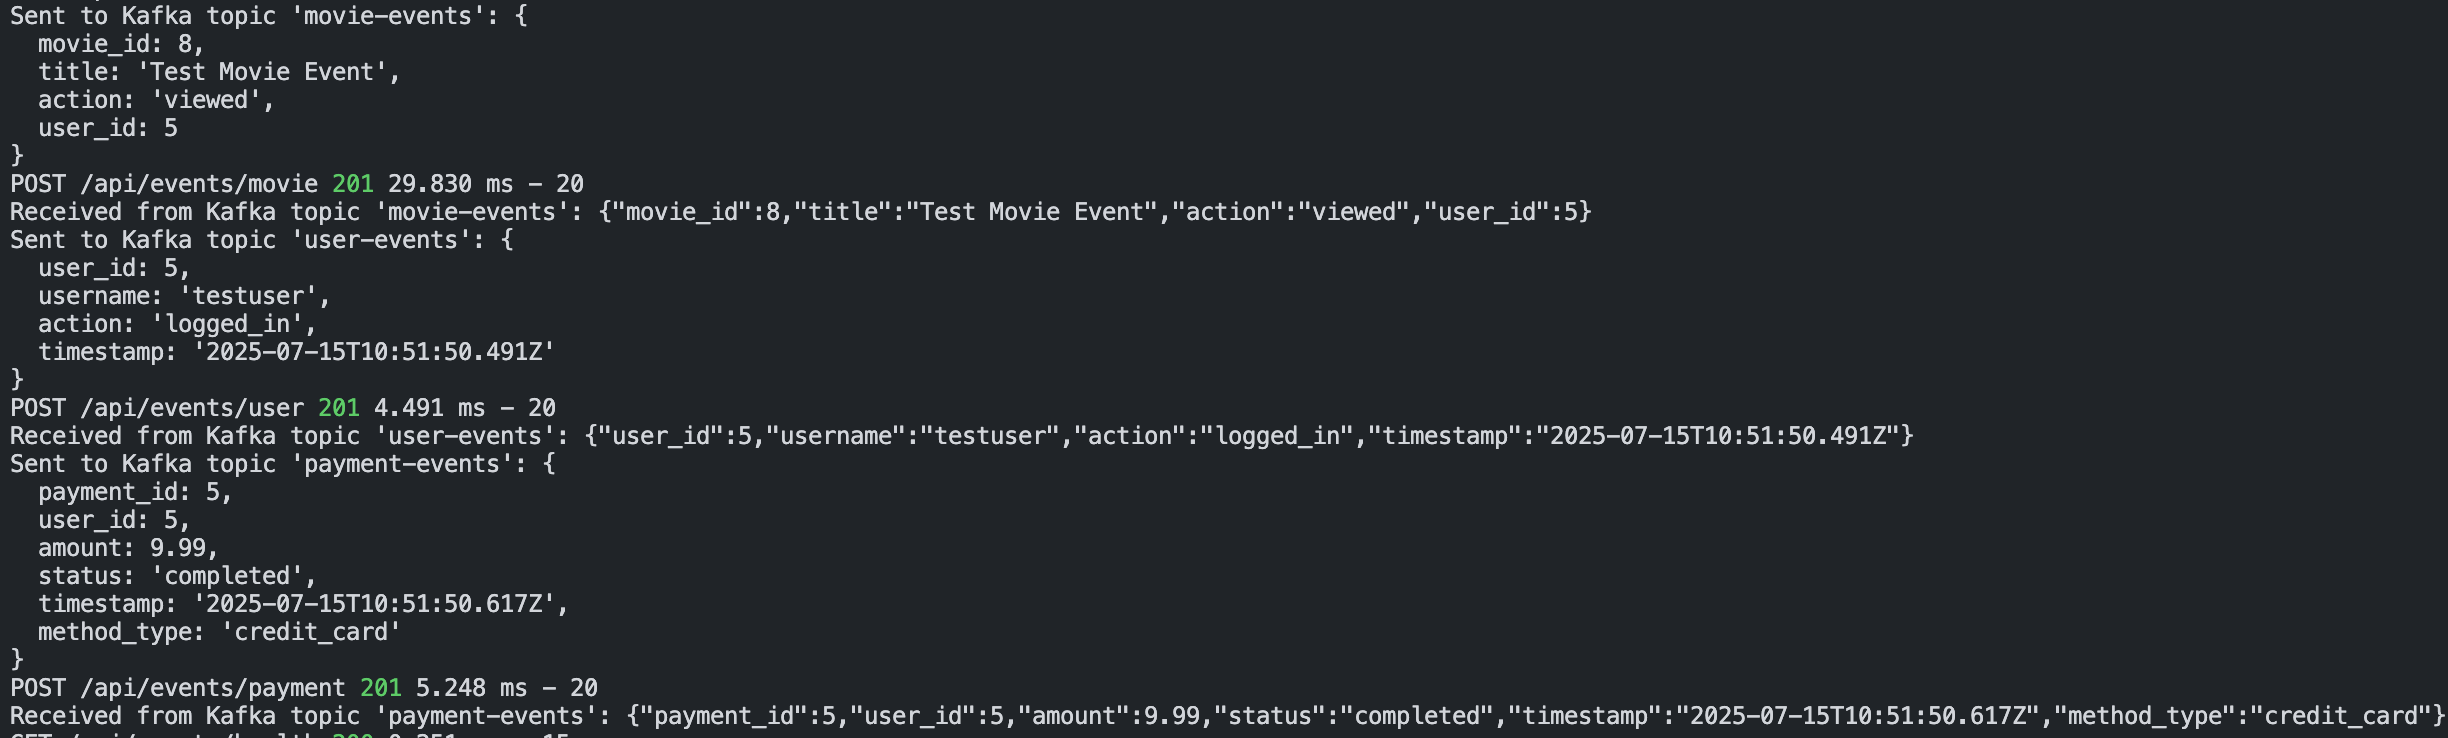 Sent to Kafka topic 'movie-events': {
  movie_id: 8,
  title: 'Test Movie Event',
  action: 'viewed',
  user_id: 5
}
POST /api/events/movie 201 29.830 ms - 20
Received from Kafka topic 'movie-events': {"movie_id":8,"title":"Test Movie Event","action":"viewed","user_id":5}
Sent to Kafka topic 'user-events': {
  user_id: 5,
  username: 'testuser',
  action: 'logged_in',
  timestamp: '2025-07-15T10:51:50.491Z'
}
POST /api/events/user 201 4.491 ms - 20
Received from Kafka topic 'user-events': {"user_id":5,"username":"testuser","action":"logged_in","timestamp":"2025-07-15T10:51:50.491Z"}
Sent to Kafka topic 'payment-events': {
  payment_id: 5,
  user_id: 5,
  amount: 9.99,
  status: 'completed',
  timestamp: '2025-07-15T10:51:50.617Z',
  method_type: 'credit_card'
}
POST /api/events/payment 201 5.248 ms - 20
Received from Kafka topic 'payment-events': {"payment_id":5,"user_id":5,"amount":9.99,"status":"completed","timestamp":"2025-07-15T10:51:50.617Z","method_type":"credit_card"}